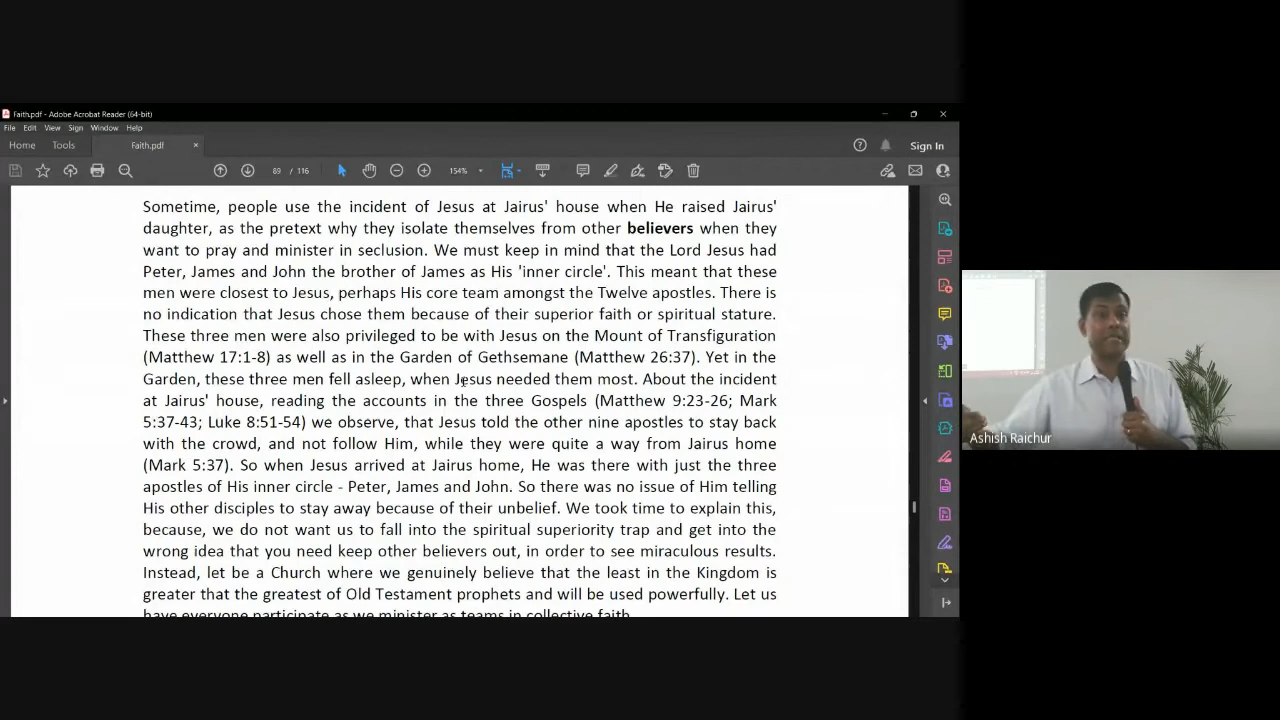 Faith.pdf - Adobe Acrobat Reader (64-bit)
File Edit View Sign Window Help
Home Tools Faith.pdf × Sign In
89 / 116 154%
Sometime, people use the incident of Jesus at Jairus' house when He raised Jairus'
daughter, as the pretext why they isolate themselves from other believers when they
want to pray and minister in seclusion. We must keep in mind that the Lord Jesus had
Peter, James and John the brother of James as His 'inner circle'. This meant that these
men were closest to Jesus, perhaps His core team amongst the Twelve apostles. There is
no indication that Jesus chose them because of their superior faith or spiritual stature.
These three men were also privileged to be with Jesus on the Mount of Transfiguration
(Matthew 17:1-8) as well as in the Garden of Gethsemane (Matthew 26:37). Yet in the
Garden, these three men fell asleep, when Jesus needed them most. About the incident
at Jairus' house, reading the accounts in the three Gospels (Matthew 9:23-26; Mark
5:37-43; Luke 8:51-54) we observe, that Jesus told the other nine apostles to stay back
with the crowd, and not follow Him, while they were quite a way from Jairus home
(Mark 5:37). So when Jesus arrived at Jairus home, He was there with just the three
apostles of His inner circle - Peter, James and John. So there was no issue of Him telling
His other disciples to stay away because of their unbelief. We took time to explain this,
because, we do not want us to fall into the spiritual superiority trap and get into the
wrong idea that you need keep other believers out, in order to see miraculous results.
Instead, let be a Church where we genuinely believe that the least in the Kingdom is
greater that the greatest of Old Testament prophets and will be used powerfully. Let us
have everyone participate as we minister as teams in collective faith.
Ashish Raichur